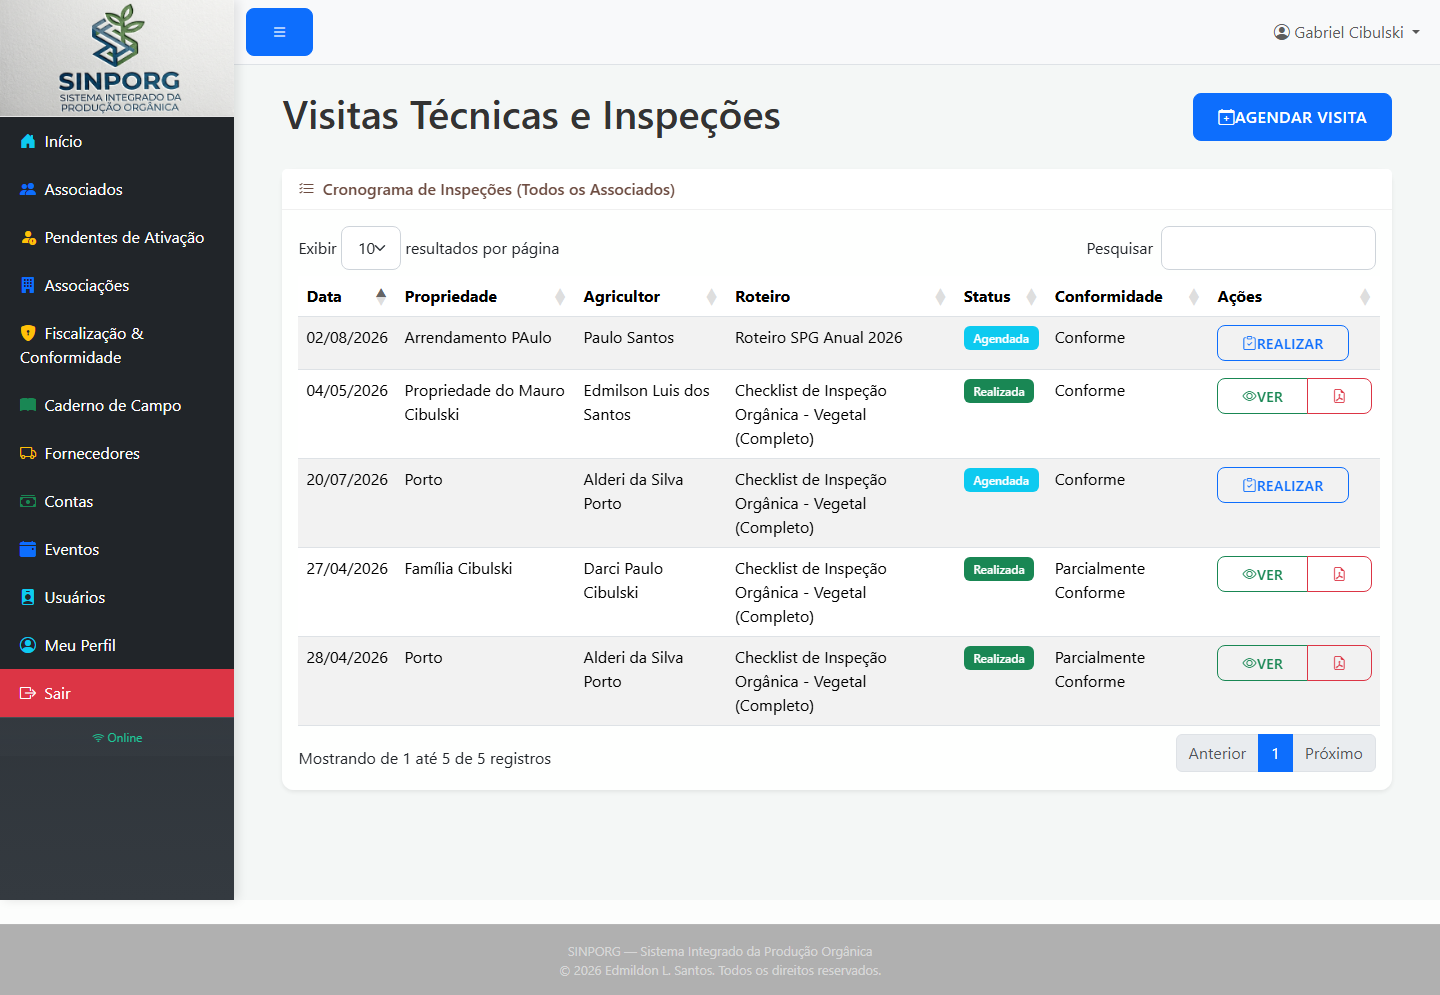 SINPORG
SISTEMA INTEGRADO DA
PRODUÇÃO ORGÂNICA
Gabriel Cibulski
Início
Associados
Pendentes de Ativação
Associações
Fiscalização &
Conformidade
Caderno de Campo
Fornecedores
Contas
Eventos
Usuários
Meu Perfil
Sair
Online
Visitas Técnicas e Inspeções
AGENDAR VISITA
Cronograma de Inspeções (Todos os Associados)
Exibir 10 resultados por página
Pesquisar
Data Propriedade Agricultor Roteiro Status Conformidade Ações
02/08/2026 Arrendamento PAulo Paulo Santos Roteiro SPG Anual 2026 Agendada Conforme REALIZAR
04/05/2026 Propriedade do Mauro Edmilson Luis dos Checklist de Inspeção Realizada Conforme VER
Cibulski Santos Orgânica - Vegetal
(Completo)
20/07/2026 Porto Alderi da Silva Checklist de Inspeção Agendada Conforme REALIZAR
Porto Orgânica - Vegetal
(Completo)
27/04/2026 Família Cibulski Darci Paulo Checklist de Inspeção Realizada Parcialmente VER
Cibulski Orgânica - Vegetal Conforme
(Completo)
28/04/2026 Porto Alderi da Silva Checklist de Inspeção Realizada Parcialmente VER
Porto Orgânica - Vegetal Conforme
(Completo)
Mostrando de 1 até 5 de 5 registros
Anterior 1 Próximo
SINPORG — Sistema Integrado da Produção Orgânica
© 2026 Edmildon L. Santos. Todos os direitos reservados.